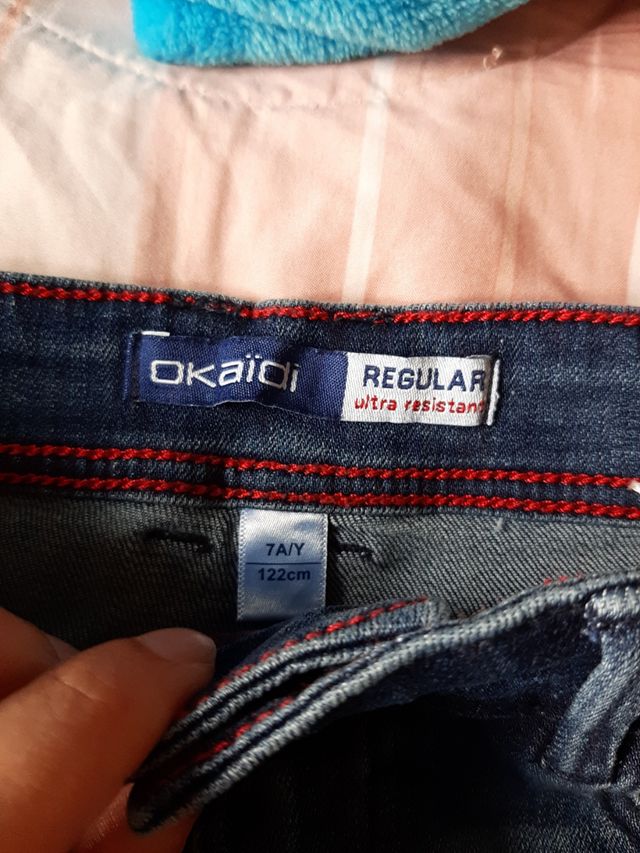 OKaïdi
REGULAR
ultra resistant
7A/Y
122cm